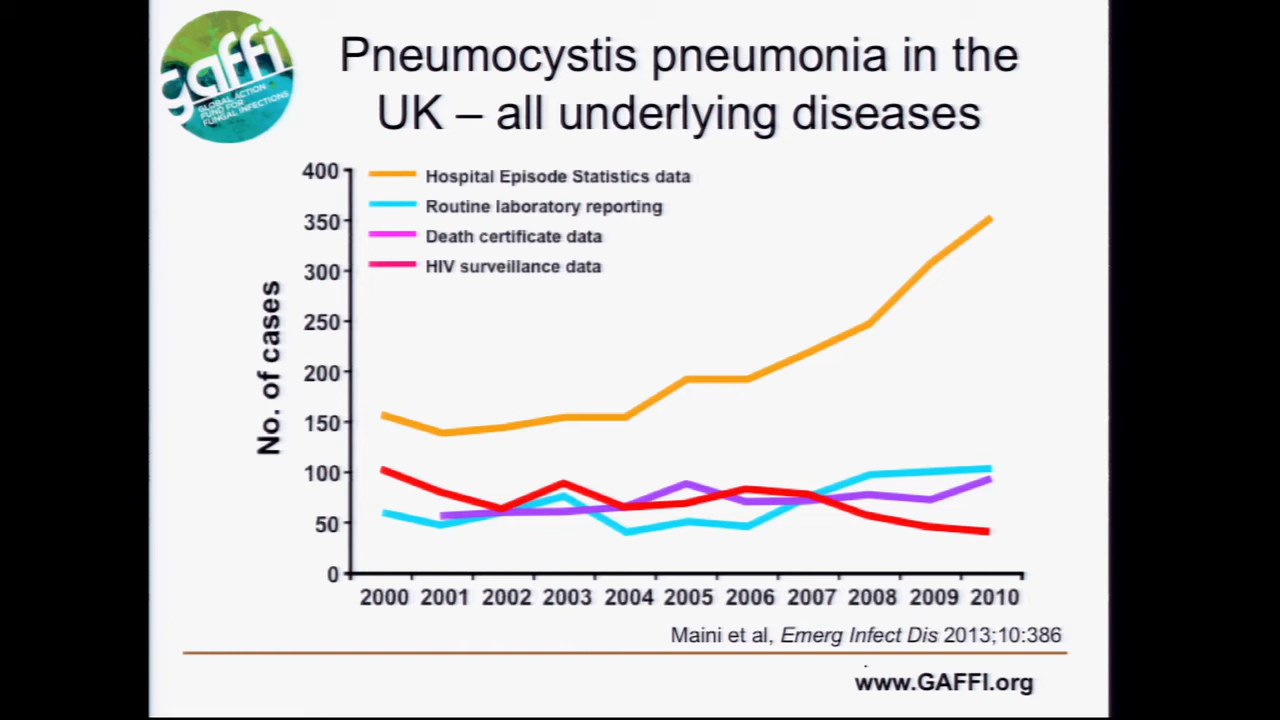 gaffi
GLOBAL ACTION
FUND FOR
FUNGAL INFECTIONS
Pneumocystis pneumonia in the
UK – all underlying diseases
No. of cases
400
350
300
250
200
150
100
50
0
Hospital Episode Statistics data
Routine laboratory reporting
Death certificate data
HIV surveillance data
2000 2001 2002 2003 2004 2005 2006 2007 2008 2009 2010
Maini et al, Emerg Infect Dis 2013;10:386
www.GAFFI.org